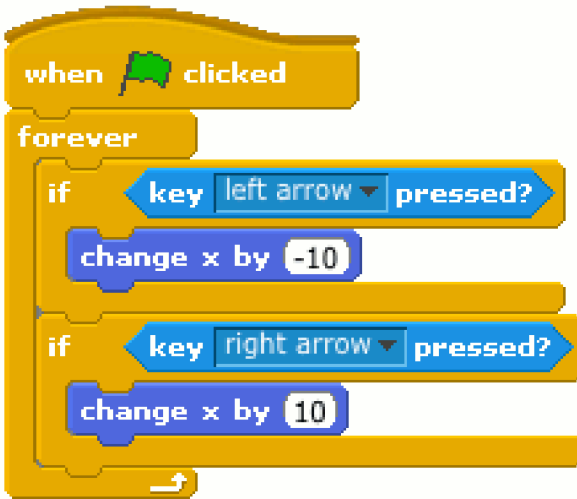 when clicked
forever
if key left arrow pressed?
change x by -10
if key right arrow pressed?
change x by 10